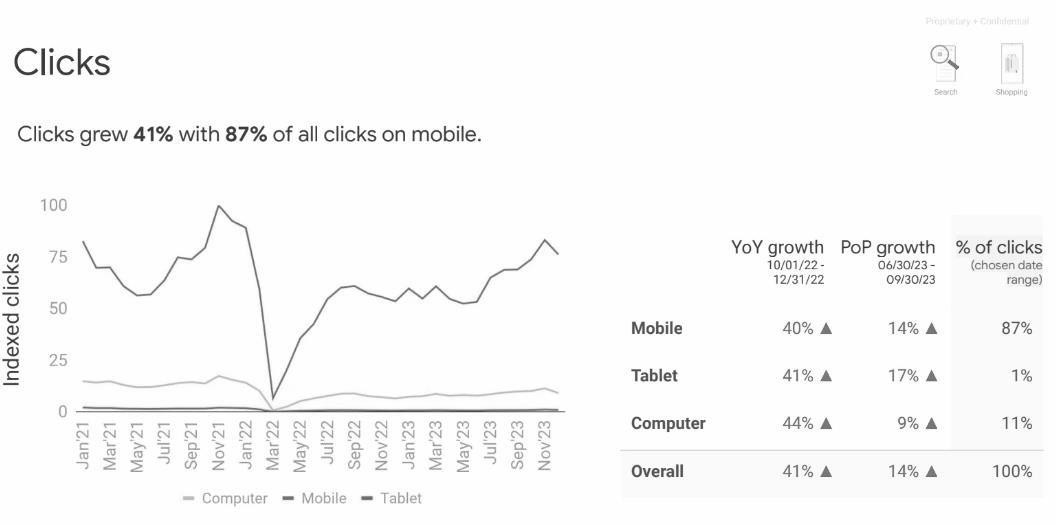 Proprietary + Confidential
Clicks
Search
Shopping
Clicks grew 41% with 87% of all clicks on mobile.
Indexed clicks
100
75
50
25
0
Jan'21
Mar'21
May'21
Jul'21
Sep'21
Nov'21
Jan'22
Mar'22
May'22
Jul'22
Sep'22
Nov'22
Jan'23
Mar'23
May'23
Jul'23
Sep'23
Nov'23
Computer Mobile Tablet
YoY growth PoP growth % of clicks
10/01/22 - 06/30/23 - (chosen date
12/31/22 09/30/23 range)
Mobile 40% ▲ 14% ▲ 87%
Tablet 41% ▲ 17% ▲ 1%
Computer 44% ▲ 9% ▲ 11%
Overall 41% ▲ 14% ▲ 100%